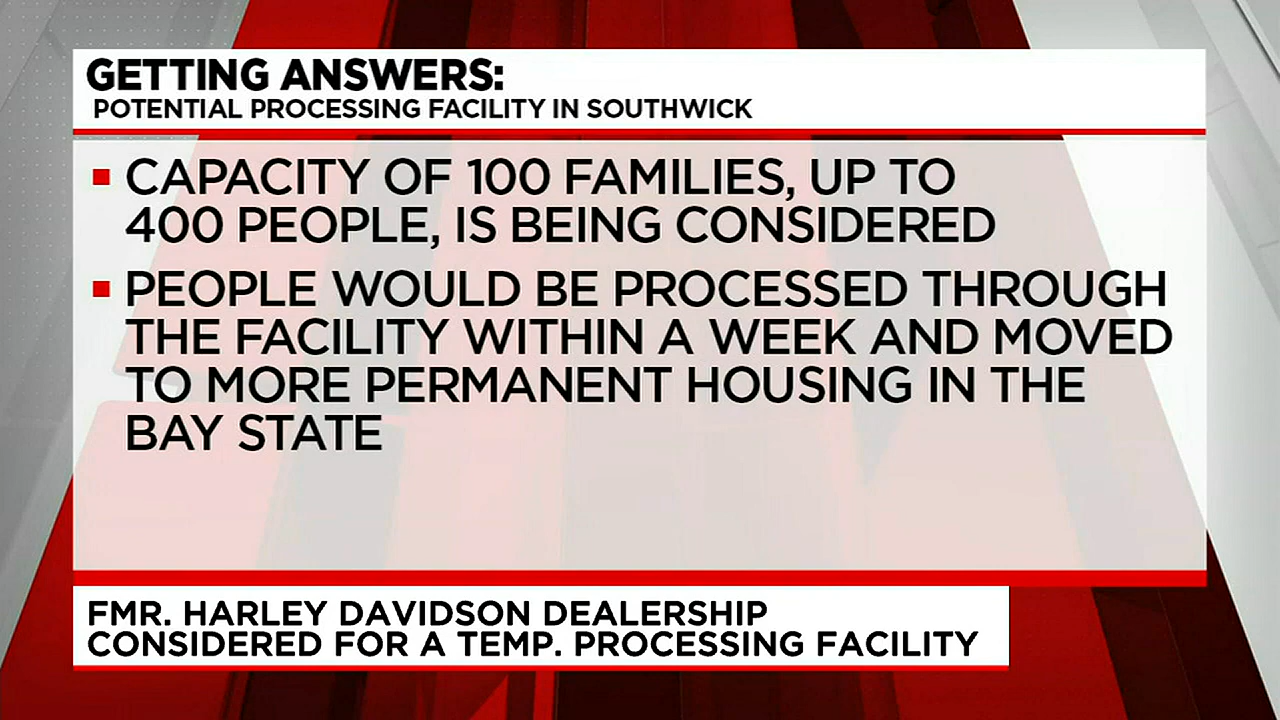 GETTING ANSWERS:
POTENTIAL PROCESSING FACILITY IN SOUTHWICK
CAPACITY OF 100 FAMILIES, UP TO
400 PEOPLE, IS BEING CONSIDERED
PEOPLE WOULD BE PROCESSED THROUGH
THE FACILITY WITHIN A WEEK AND MOVED
TO MORE PERMANENT HOUSING IN THE
BAY STATE
FMR. HARLEY DAVIDSON DEALERSHIP
CONSIDERED FOR A TEMP. PROCESSING FACILITY